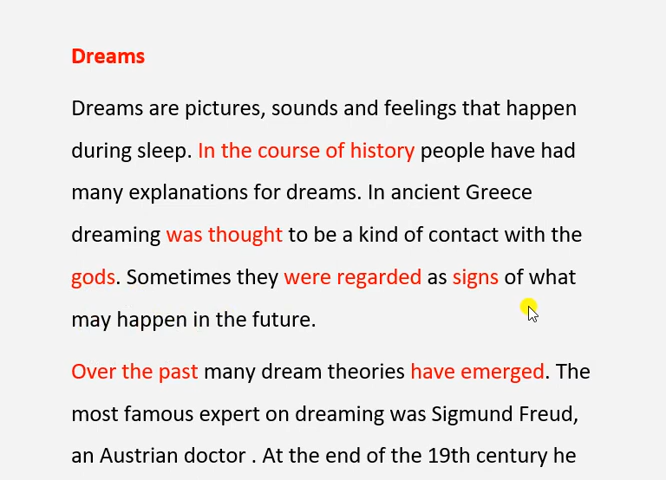 Dreams
Dreams are pictures, sounds and feelings that happen
during sleep. In the course of history people have had
many explanations for dreams. In ancient Greece
dreaming was thought to be a kind of contact with the
gods. Sometimes they were regarded as signs of what
may happen in the future.
Over the past many dream theories have emerged. The
most famous expert on dreaming was Sigmund Freud,
an Austrian doctor . At the end of the 19th century he